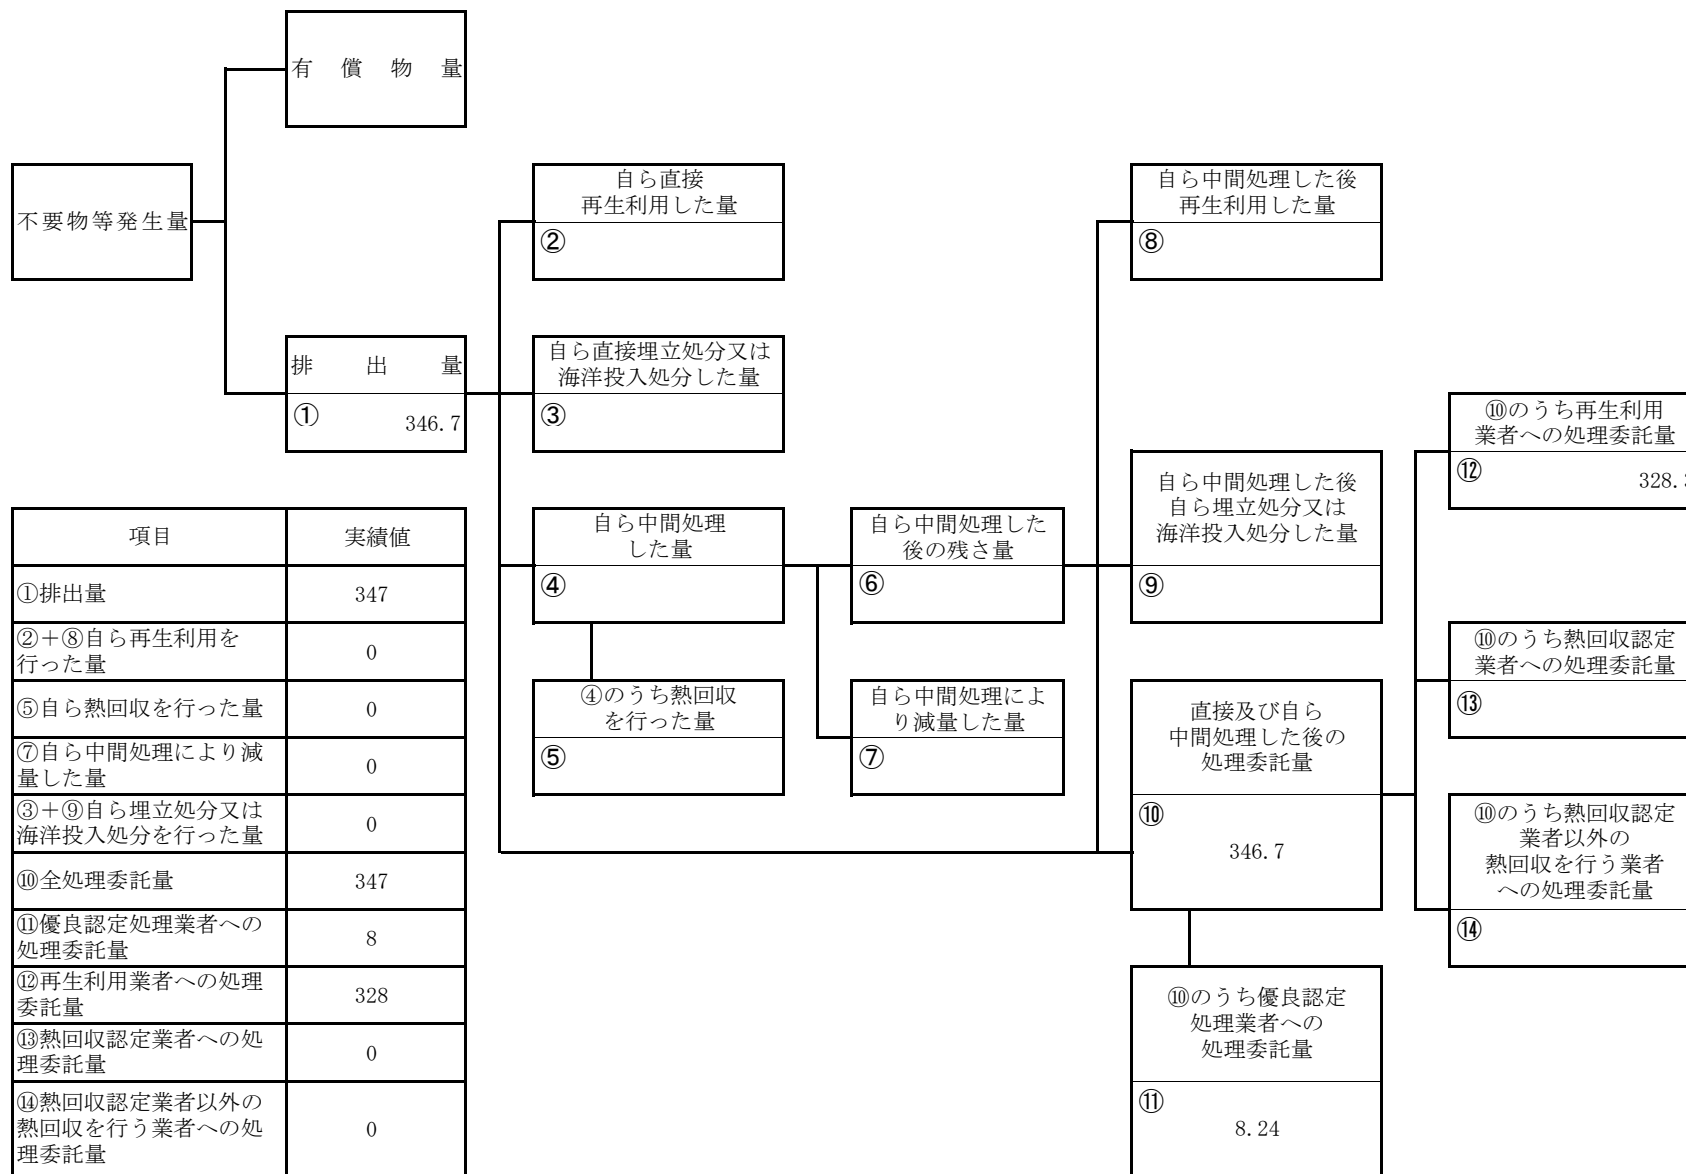 有償物量
不要物等発生量
排出量
①
346.7
自ら直接
再生利用した量
②
自ら直接埋立処分又は
海洋投入処分した量
③
自ら中間処理
した量
④
④のうち熱回収
を行った量
⑤
自ら中間処理した
後の残さ量
⑥
自ら中間処理によ
り減量した量
⑦
自ら中間処理した後
再生利用した量
⑧
自ら中間処理した後
自ら埋立処分又は
海洋投入処分した量
⑨
直接及び自ら
中間処理した後の
処理委託量
⑩
346.7
⑩のうち優良認定
処理業者への
処理委託量
⑪
8.24
⑩のうち再生利用
業者への処理委託量
⑫
⑩のうち熱回収認定
業者への処理委託量
⑬
⑩のうち熱回収認定
業者以外の
熱回収を行う業者
への処理委託量
⑭
項目 実績値
①排出量 347
②+⑧自ら再生利用を
行った量 0
⑤自ら熱回収を行った量 0
⑦自ら中間処理により減
量した量 0
③+⑨自ら埋立処分又は
海洋投入処分を行った量 0
⑩全処理委託量 347
⑪優良認定処理業者への
処理委託量 8
⑫再生利用業者への処理
委託量 328
⑬熱回収認定業者への処
理委託量 0
⑭熱回収認定業者以外の
熱回収を行う業者への処
理委託量 0